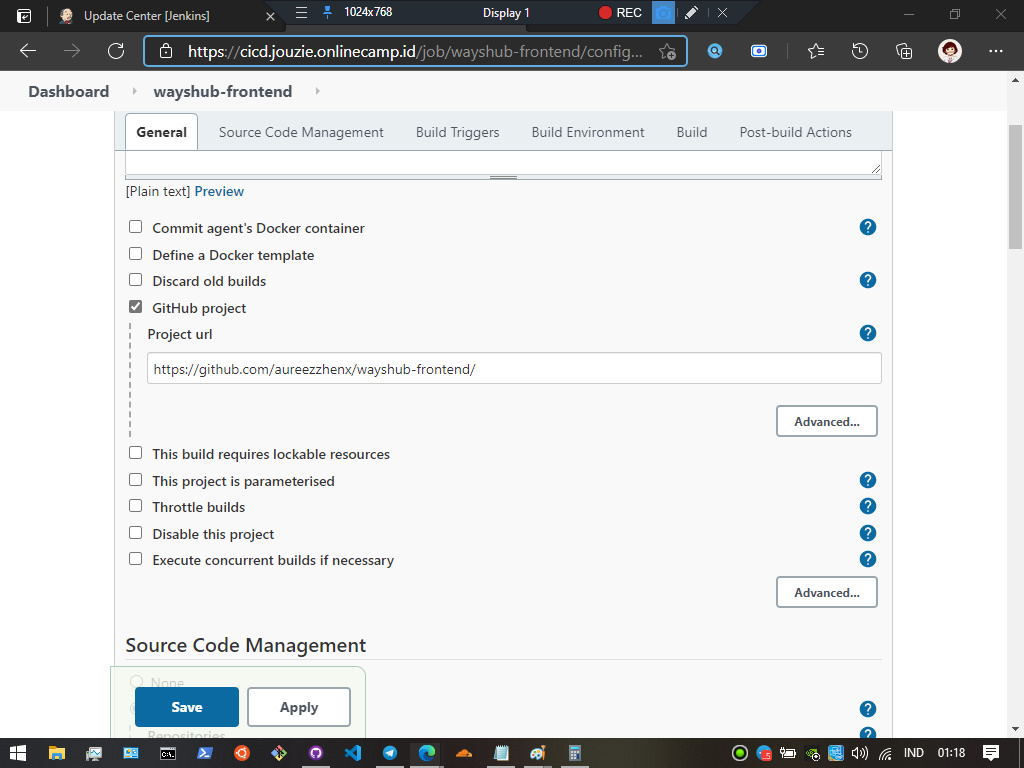 Update Center [Jenkins]
1024x768
Display 1
REC
https://cicd.jouzie.onlinecamp.id/job/wayshub-frontend/config...
Dashboard
wayshub-frontend
General
Source Code Management
Build Triggers
Build Environment
Build
Post-build Actions
[Plain text] Preview
Commit agent's Docker container
Define a Docker template
Discard old builds
GitHub project
Project url
https://github.com/aureezzhenx/wayshub-frontend/
Advanced...
This build requires lockable resources
This project is parameterised
Throttle builds
Disable this project
Execute concurrent builds if necessary
Advanced...
Source Code Management
None
Save
Apply
Repositories
IND
01:18